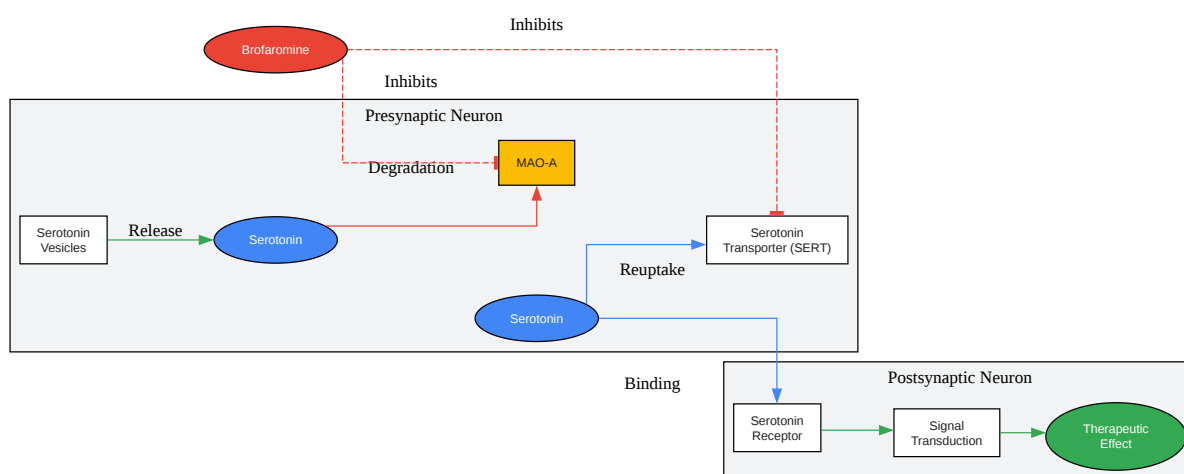 Inhibits
Brofaromine
Inhibits
Presynaptic Neuron
MAO-A
Degradation
Serotonin
Vesicles
Release
Serotonin
Serotonin
Transporter (SERT)
Reuptake
Serotonin
Binding
Postsynaptic Neuron
Serotonin
Receptor
Signal
Transduction
Therapeutic
Effect